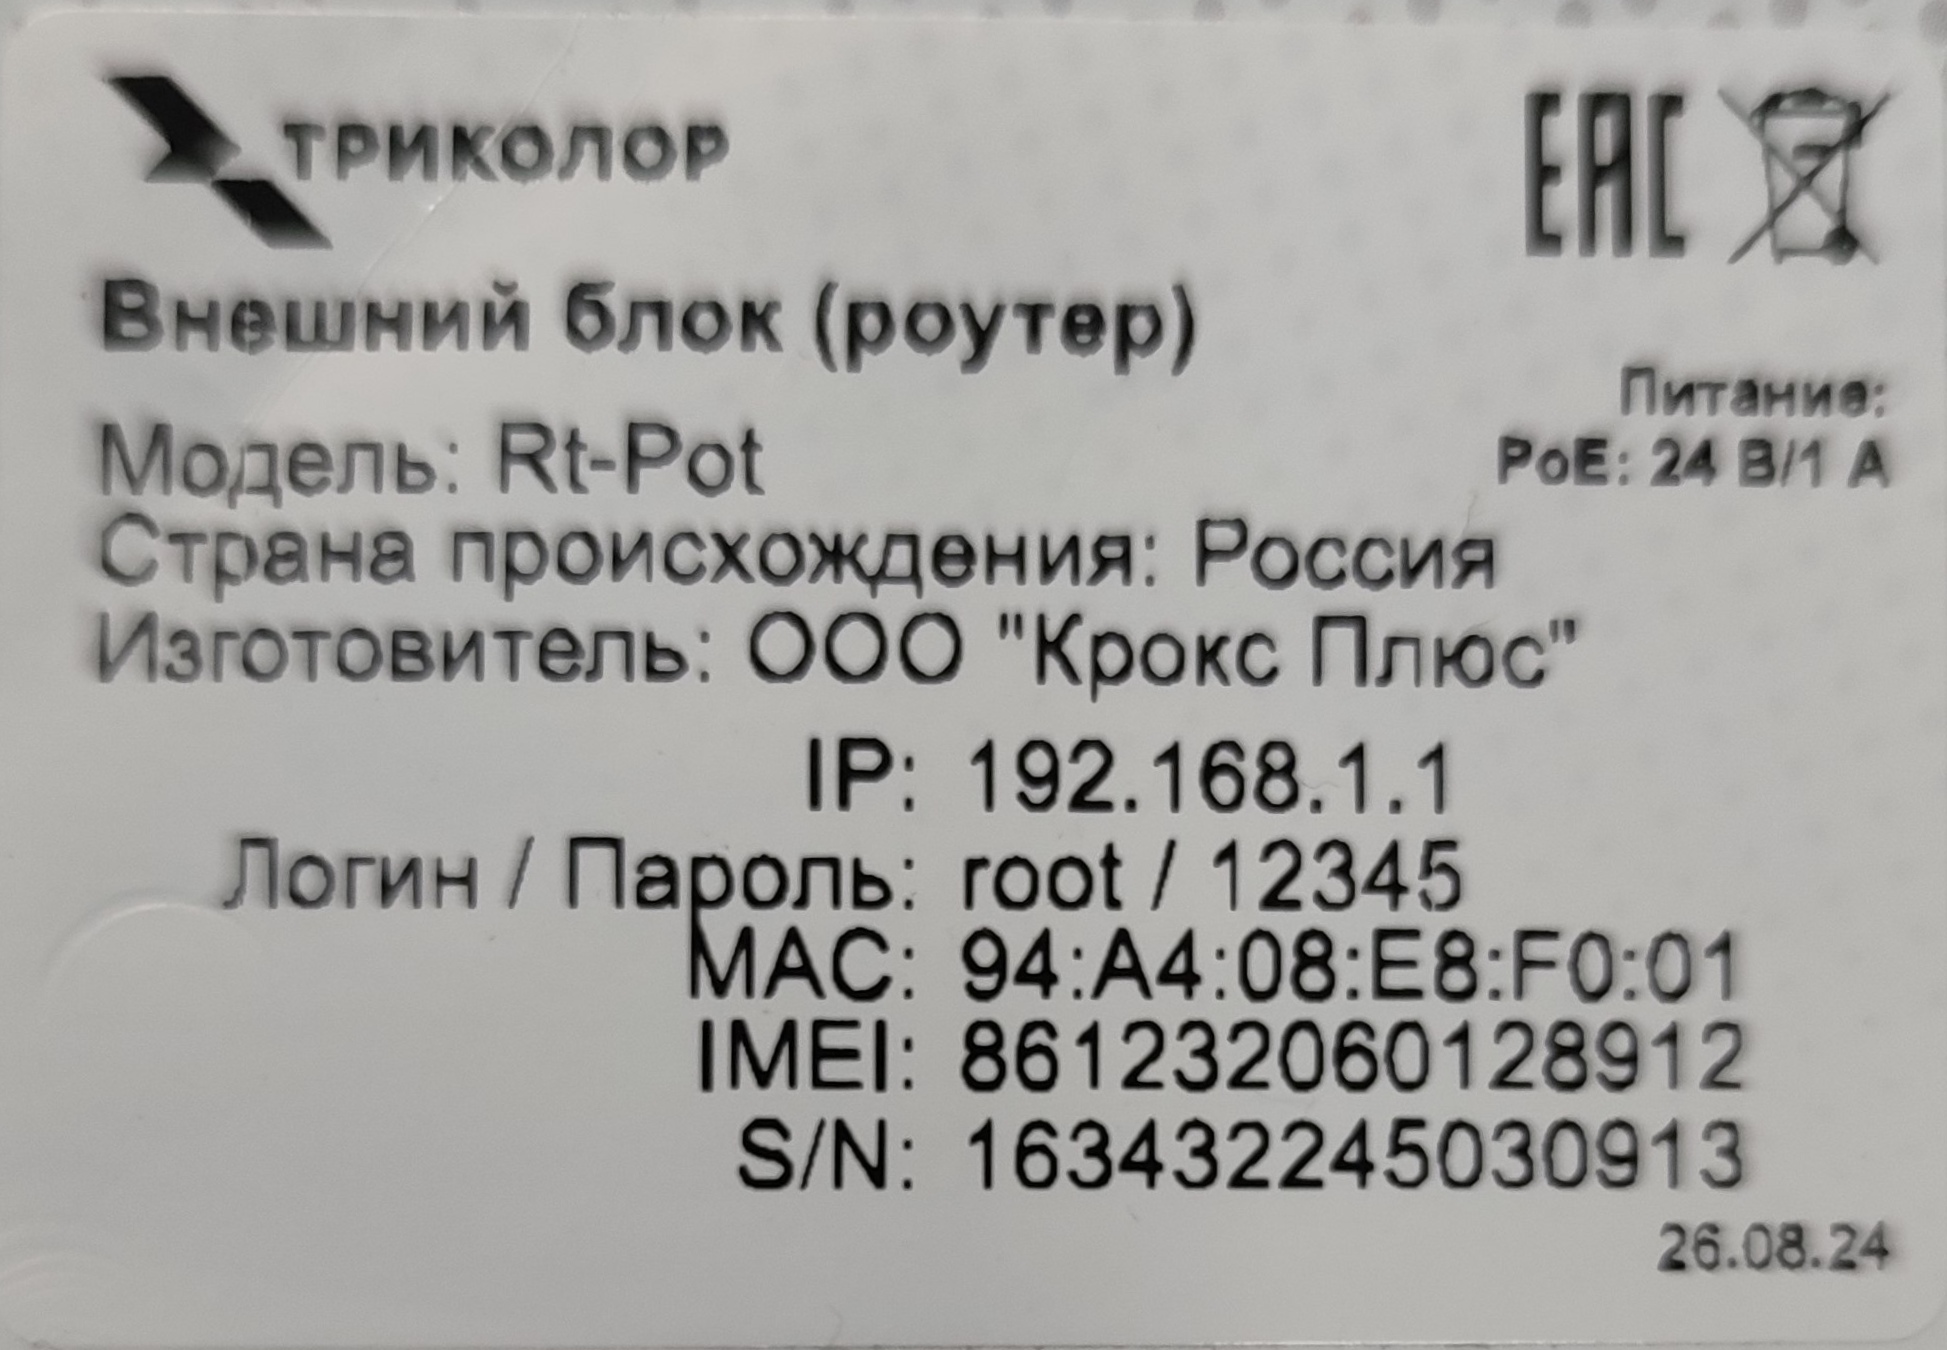 ТРИКОЛОР
EAC
Внешний блок (роутер)
Питание:
PoE: 24 В/1 А
Модель: Rt-Pot
Страна происхождения: Россия
Изготовитель: ООО "Крокс Плюс"
IP: 192.168.1.1
Логин / Пароль: root / 12345
MAC: 94:A4:08:E8:F0:01
IMEI: 861232060128912
S/N: 163432245030913
26.08.24